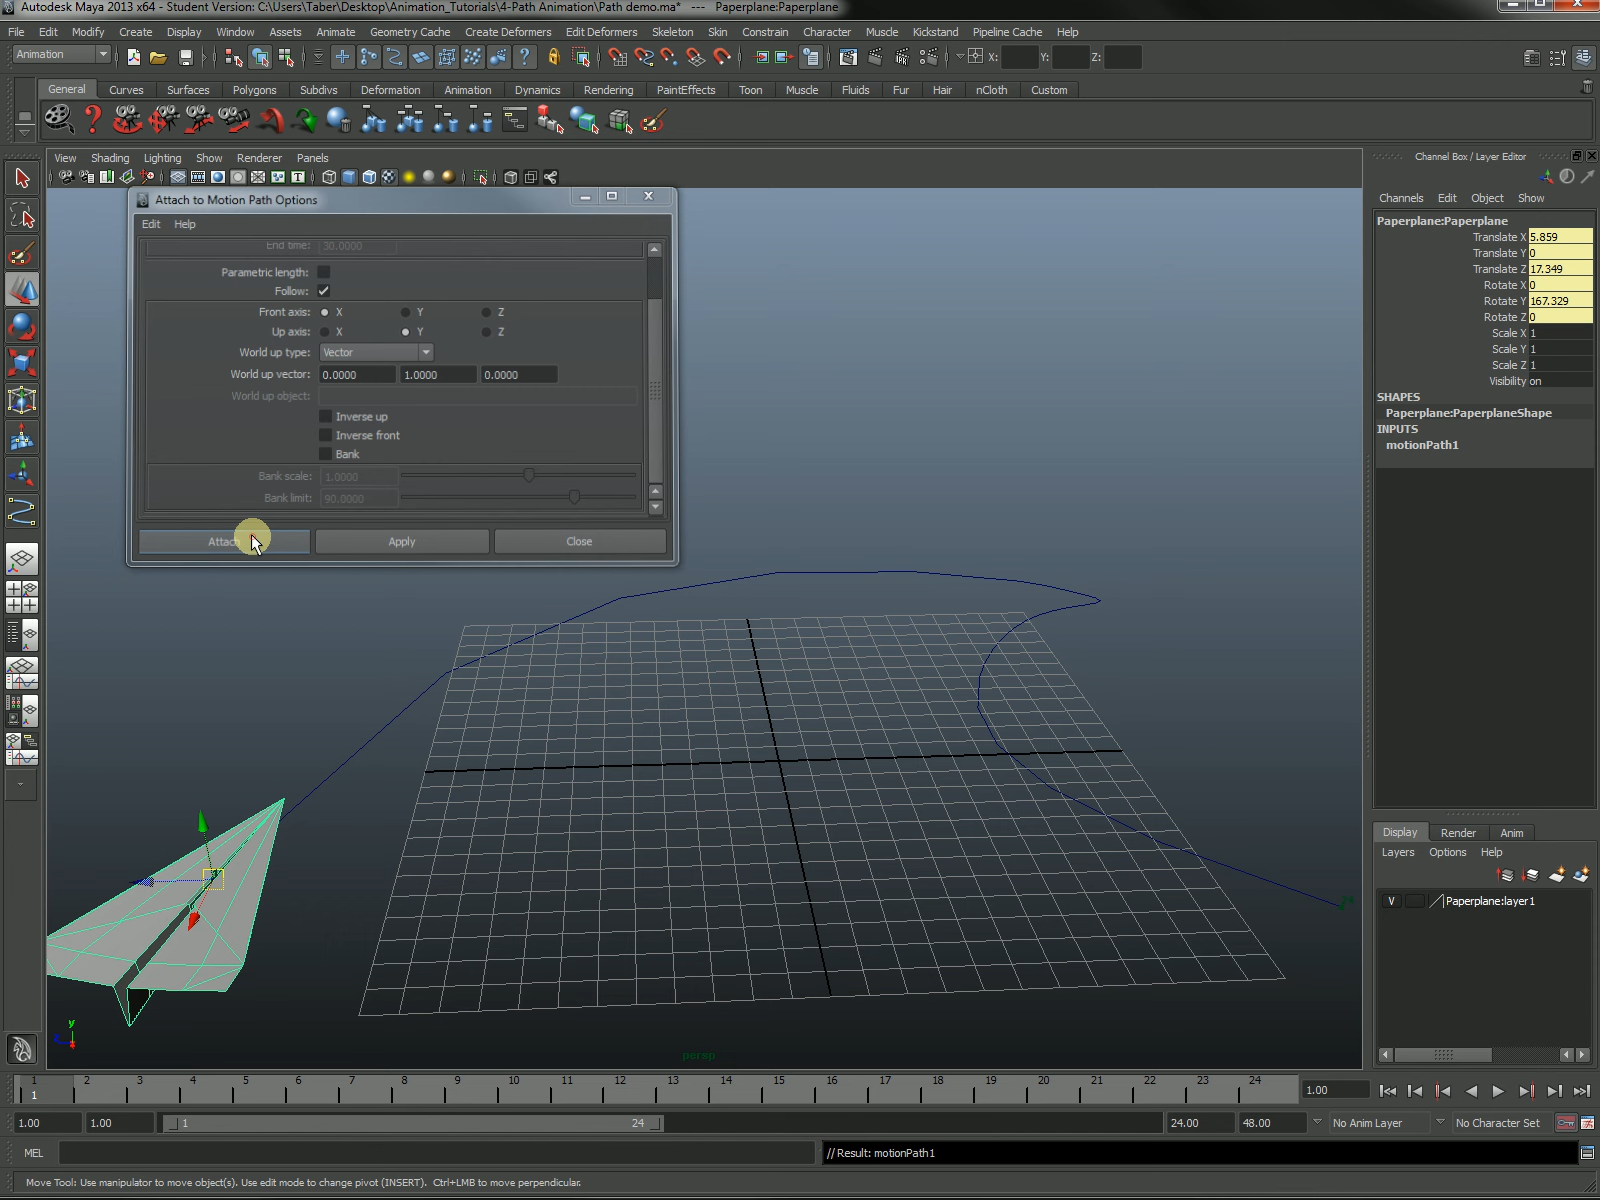 Autodesk Maya 2013 x64 - Student Version: C:\Users\Taber\Desktop\Animation_Tutorials\4-Path Animation\Path demo.ma* --- Paperplane:Paperplane
File Edit Modify Create Display Window Assets Animate Geometry Cache Create Deformers Edit Deformers Skeleton Skin Constrain Character Muscle Kickstand Pipeline Cache Help
Animation X: Y: Z:
General Curves Surfaces Polygons Subdivs Deformation Animation Dynamics Rendering PaintEffects Toon Muscle Fluids Fur Hair nCloth Custom
View Shading Lighting Show Renderer Panels
Channel Box / Layer Editor
Channels Edit Object Show
Attach to Motion Path Options
Edit Help
End time: 30.0000
Parametric length:
Follow:
Front axis: X Y Z
Up axis: X Y Z
World up type: Vector
World up vector: 0.0000 1.0000 0.0000
World up object:
Inverse up
Inverse front
Bank
Bank scale: 1.0000
Bank limit: 90.0000
Attach Apply Close
Paperplane:Paperplane
Translate X 5.859
Translate Y 0
Translate Z 17.349
Rotate X 0
Rotate Y 167.329
Rotate Z 0
Scale X 1
Scale Y 1
Scale Z 1
Visibility on
SHAPES
Paperplane:PaperplaneShape
INPUTS
motionPath1
24
y
persp
Display Render Anim
Layers Options Help
V Paperplane:layer1
1 2 3 4 5 6 7 8 9 10 11 12 13 14 15 16 17 18 19 20 21 22 23 24
1 1.00
1.00 1.00 1 24 24.00 48.00 No Anim Layer No Character Set
MEL // Result: motionPath1
Move Tool: Use manipulator to move object(s). Use edit mode to change pivot (INSERT). Ctrl+LMB to move perpendicular.